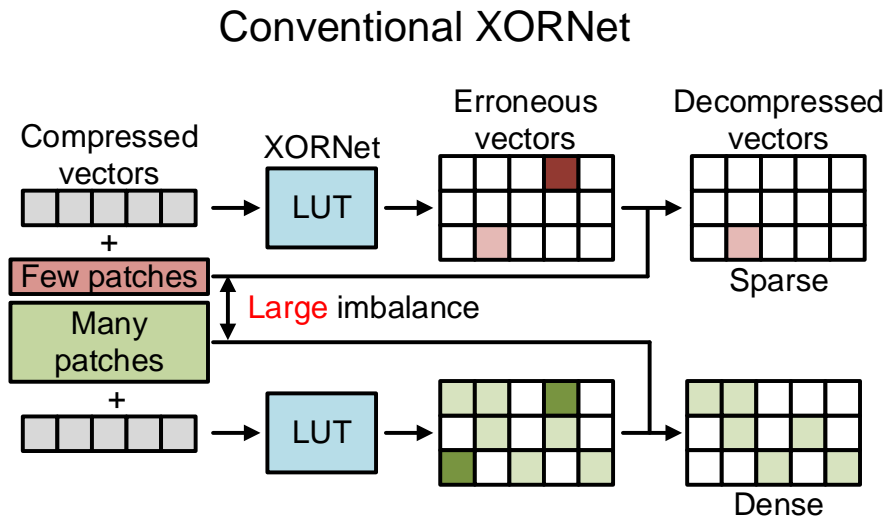 Conventional XORNet
Compressed
vectors
XORNet
Erroneous
vectors
Decompressed
vectors
LUT
+
Few patches
Sparse
Large imbalance
Many
patches
+
LUT
Dense